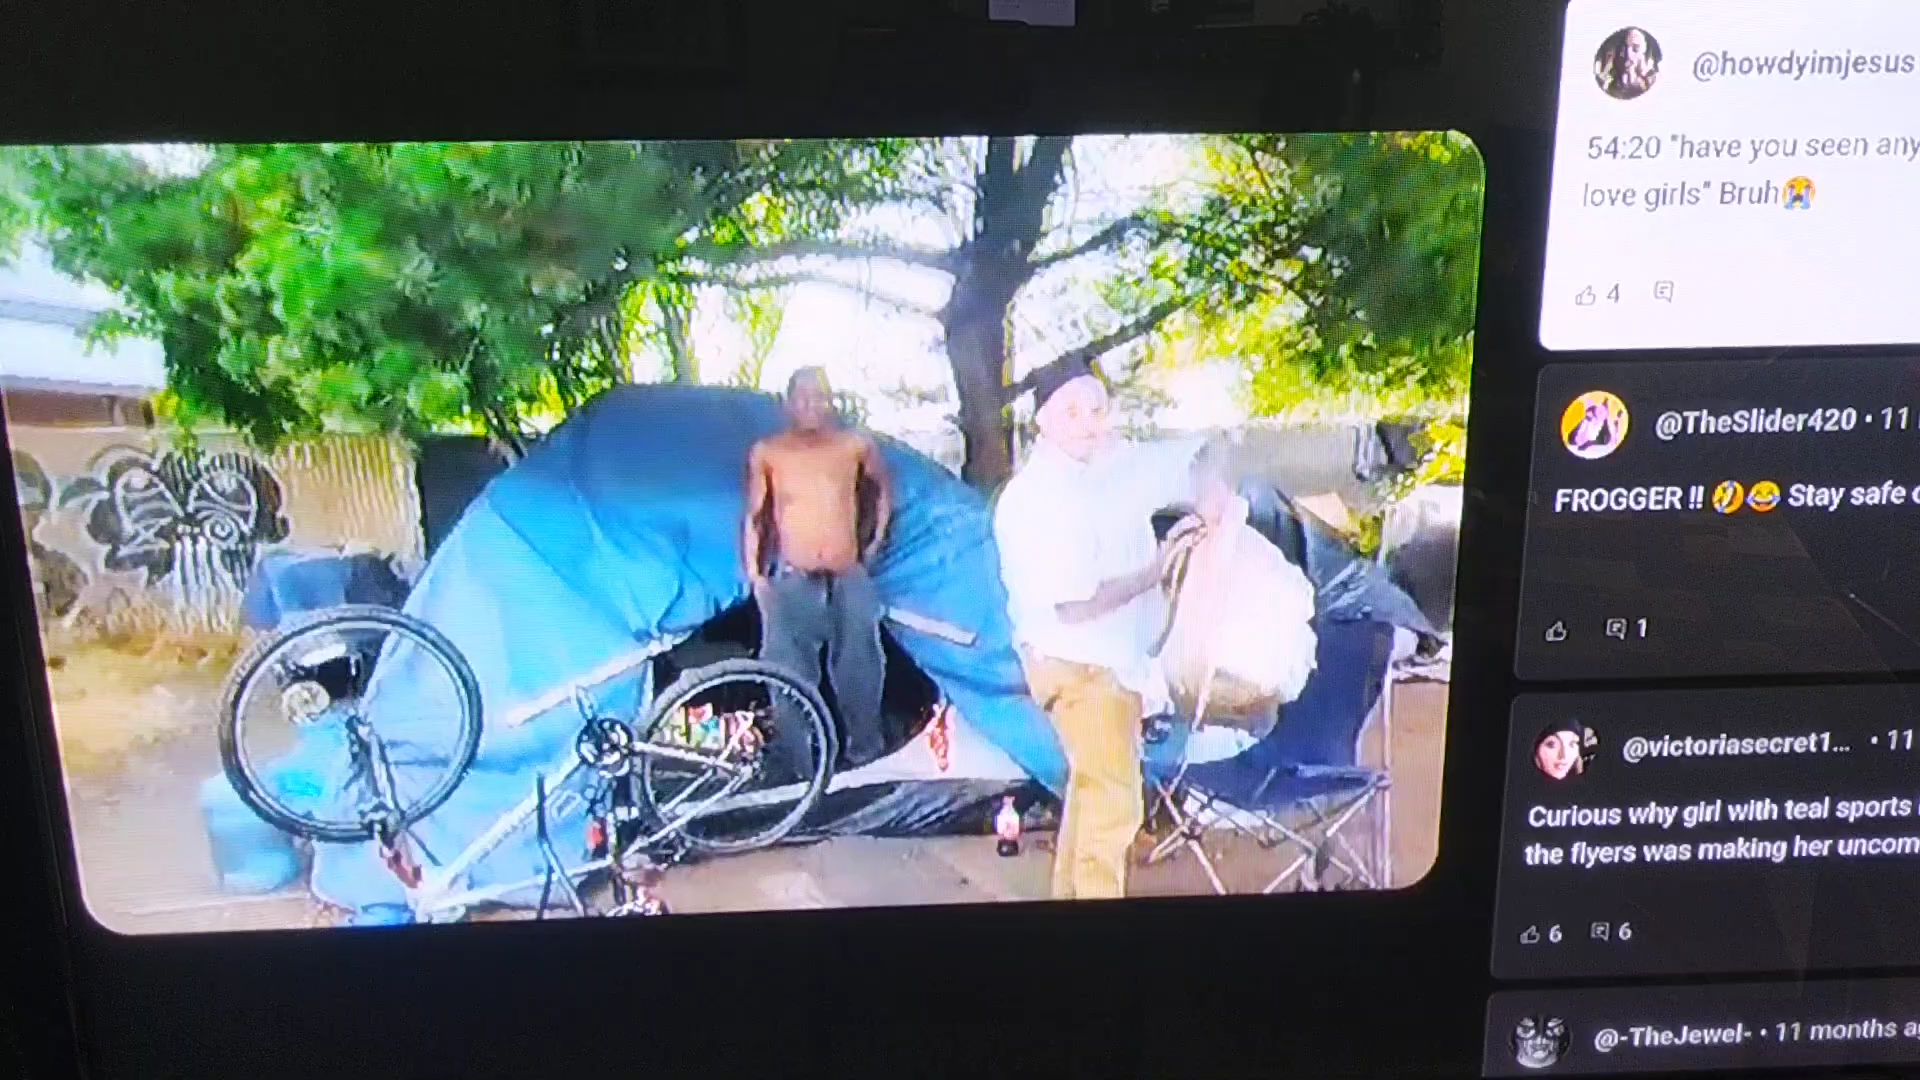 @howdyimjesus
54:20 "have you seen any
love girls" Bruh😭
4
@TheSlider420 • 11
FROGGER !! 🤣😂 Stay safe
1
@victoriasecret1... • 11
Curious why girl with teal sports
the flyers was making her uncom
6 6
@-TheJewel- • 11 months a